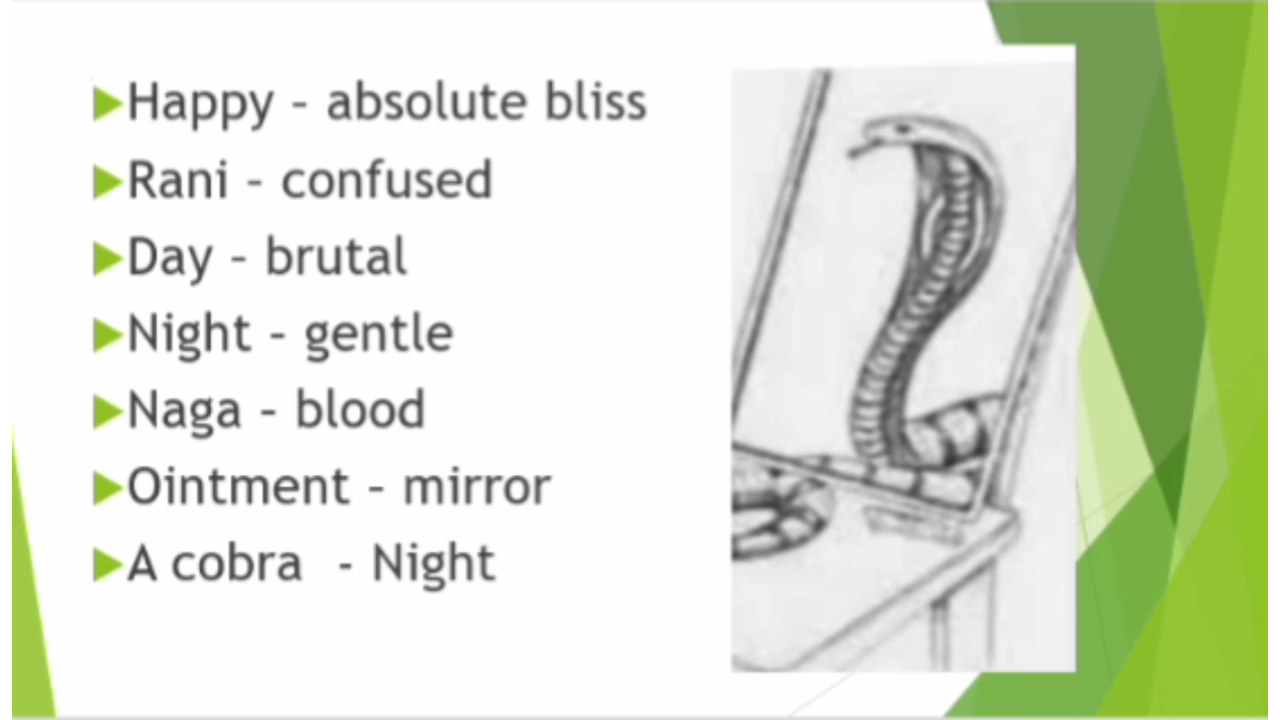 Happy - absolute bliss
Rani - confused
Day - brutal
Night - gentle
Naga - blood
Ointment - mirror
A cobra - Night